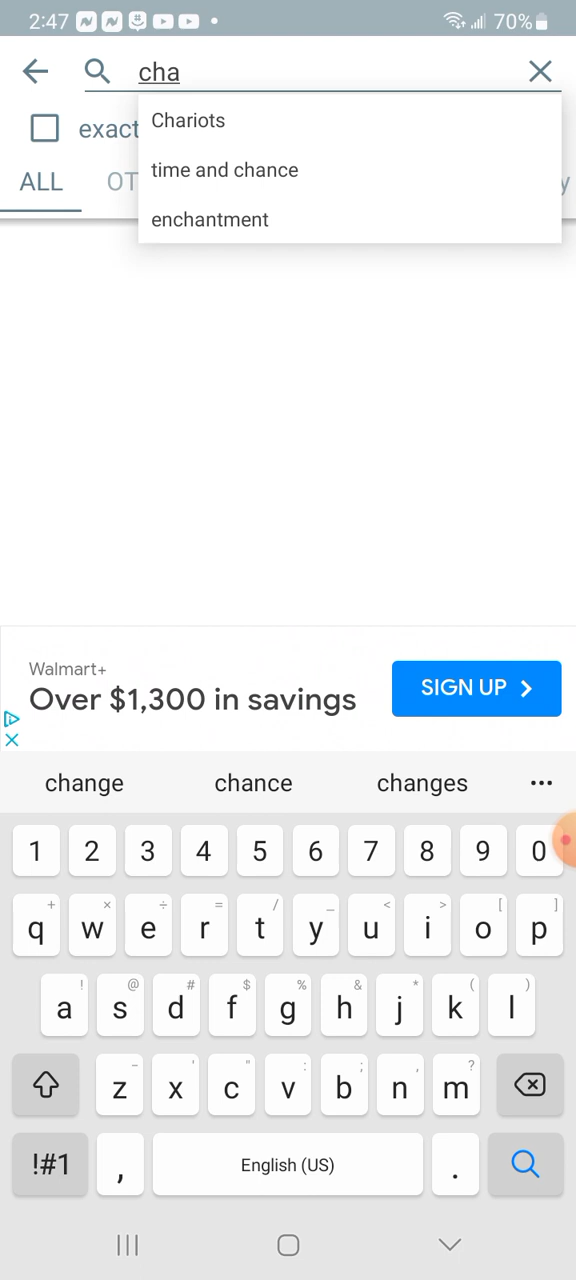 2:47 70%
cha
exact
Chariots
ALL OT y
time and chance
enchantment
Walmart+
Over $1,300 in savings
SIGN UP
change chance changes
1 2 3 4 5 6 7 8 9 0
+ × ÷ = / _ < > [ ]
q w e r t y u i o p
! @ # $ % & * ( )
a s d f g h j k l
- ' " : ; , ?
z x c v b n m
!#1 , English (US) .